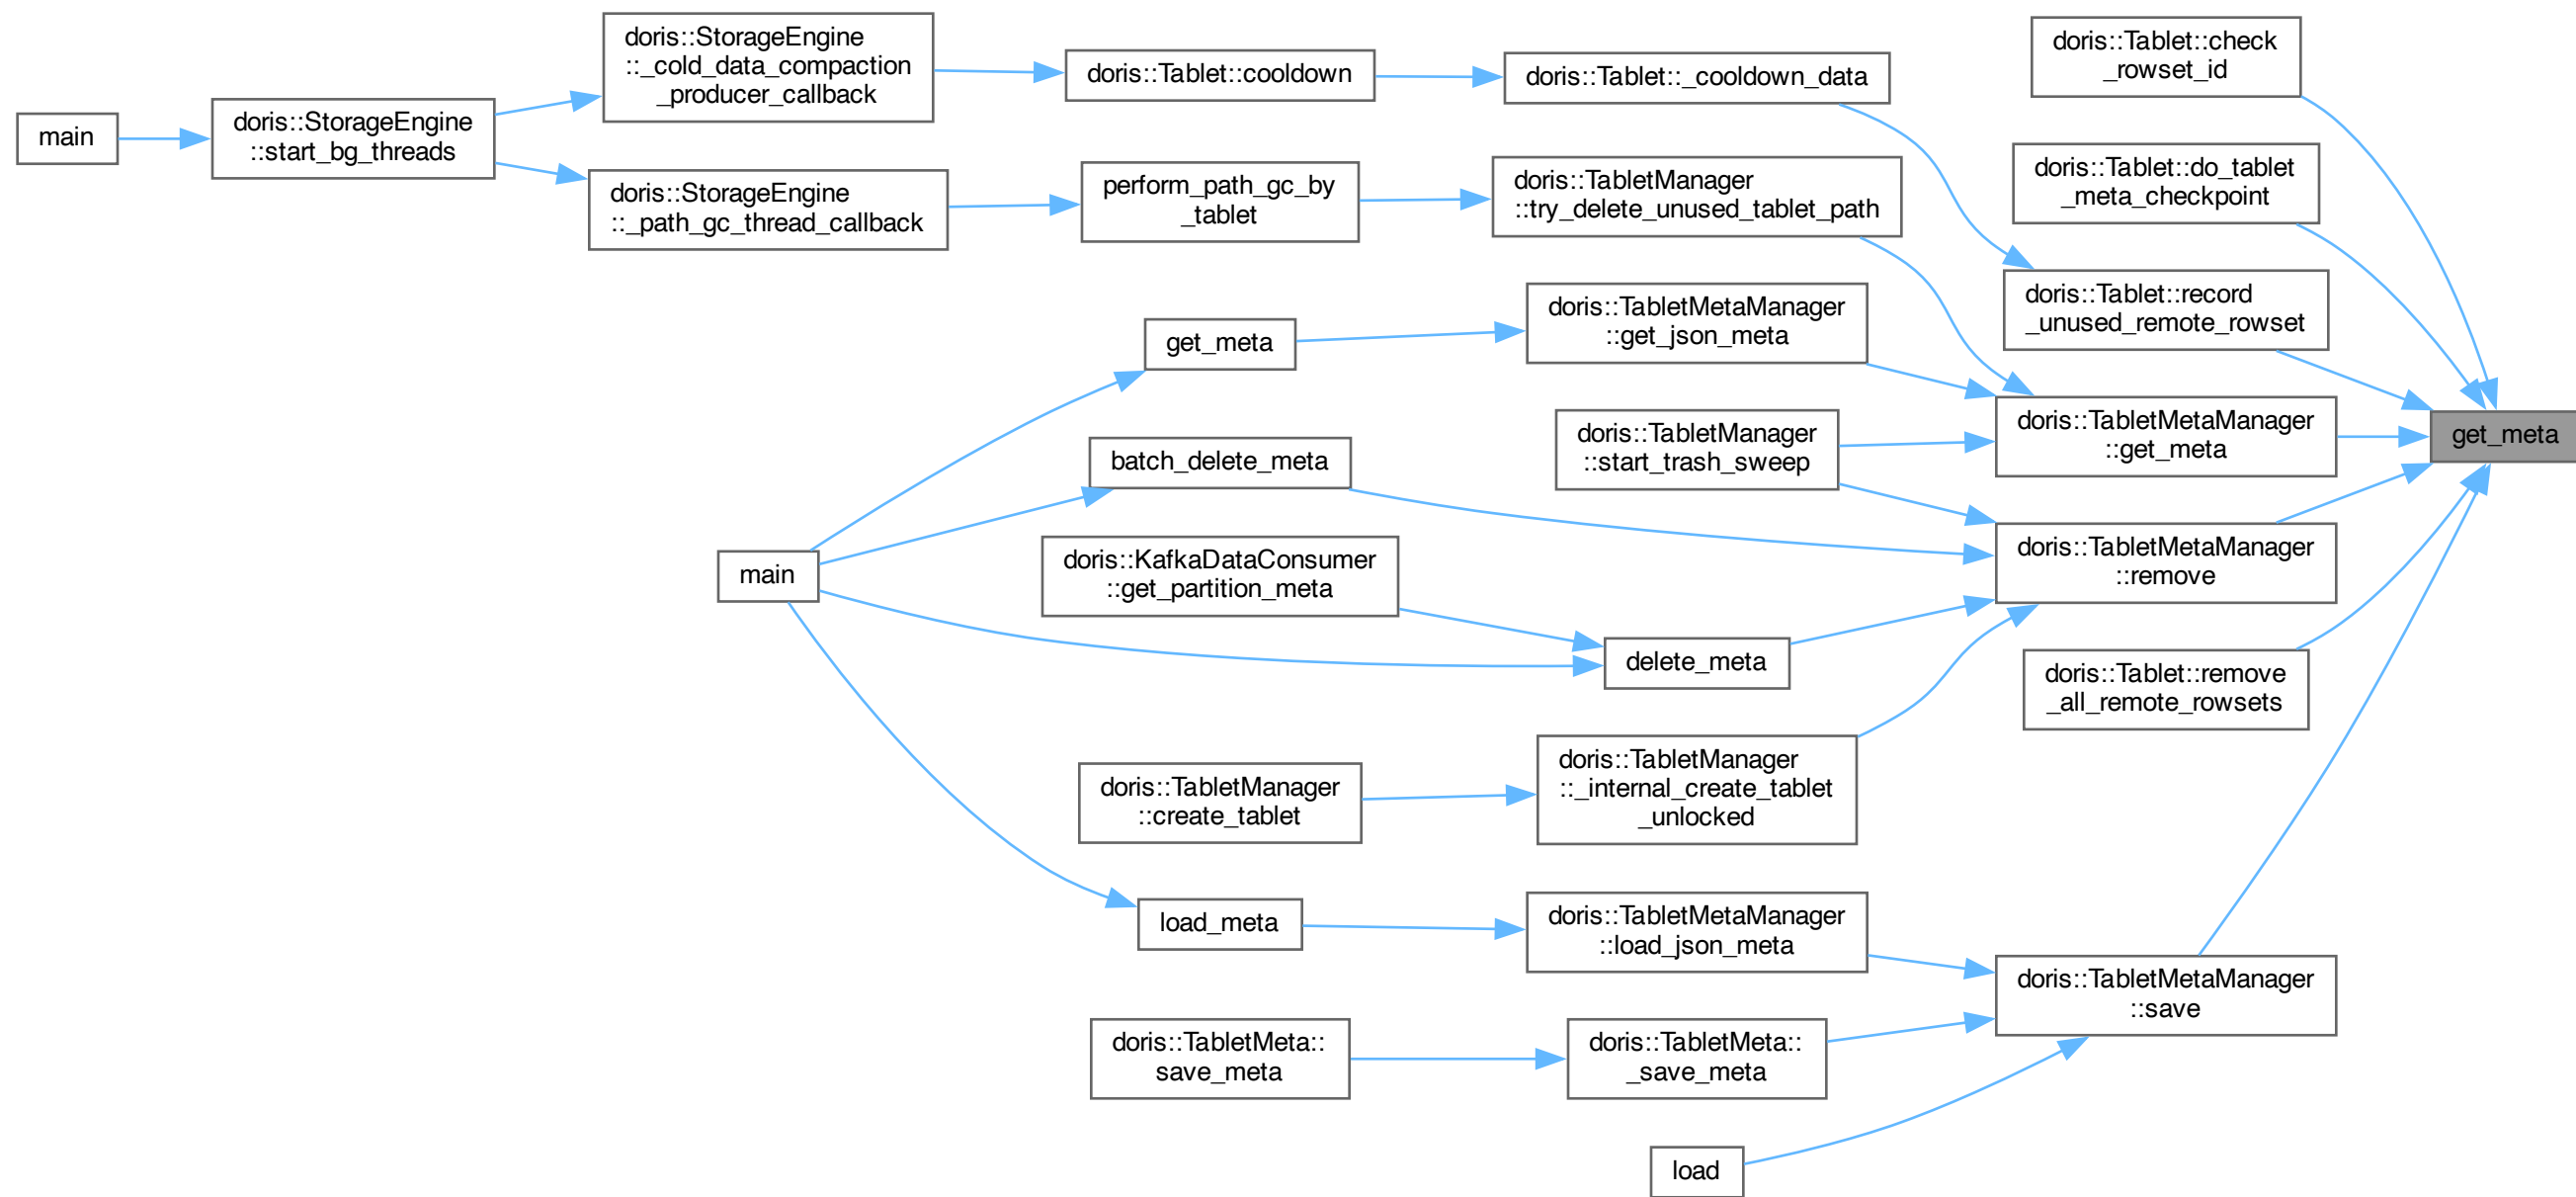 main
doris::StorageEngine
::start_bg_threads
doris::StorageEngine
::_cold_data_compaction
_producer_callback
doris::StorageEngine
::_path_gc_thread_callback
doris::Tablet::cooldown
perform_path_gc_by
_tablet
doris::Tablet::_cooldown_data
doris::TabletManager
::try_delete_unused_tablet_path
doris::Tablet::check
_rowset_id
doris::Tablet::do_tablet
_meta_checkpoint
doris::Tablet::record
_unused_remote_rowset
get_meta
doris::TabletMetaManager
::get_json_meta
doris::TabletManager
::start_trash_sweep
doris::TabletMetaManager
::get_meta
get_meta
batch_delete_meta
main
doris::KafkaDataConsumer
::get_partition_meta
delete_meta
doris::TabletMetaManager
::remove
doris::Tablet::remove
_all_remote_rowsets
doris::TabletManager
::create_tablet
doris::TabletManager
::_internal_create_tablet
_unlocked
load_meta
doris::TabletMetaManager
::load_json_meta
doris::TabletMetaManager
::save
doris::TabletMeta::
save_meta
doris::TabletMeta::
_save_meta
load